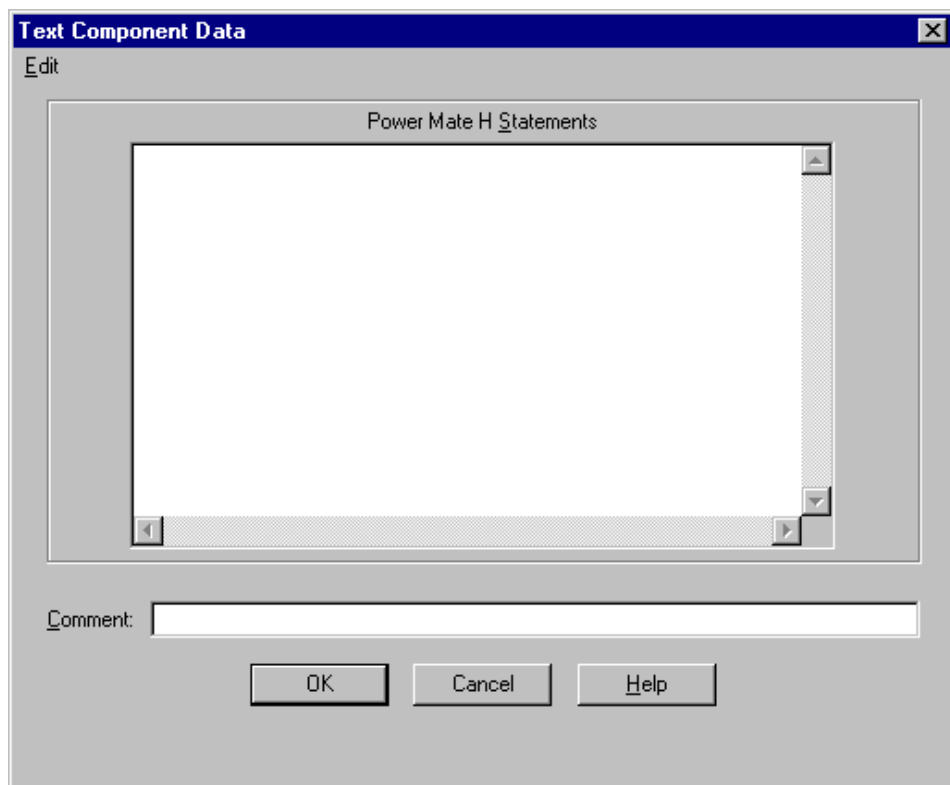 Text Component Data
Edit
Power Mate H Statements
Comment:
OK Cancel Help